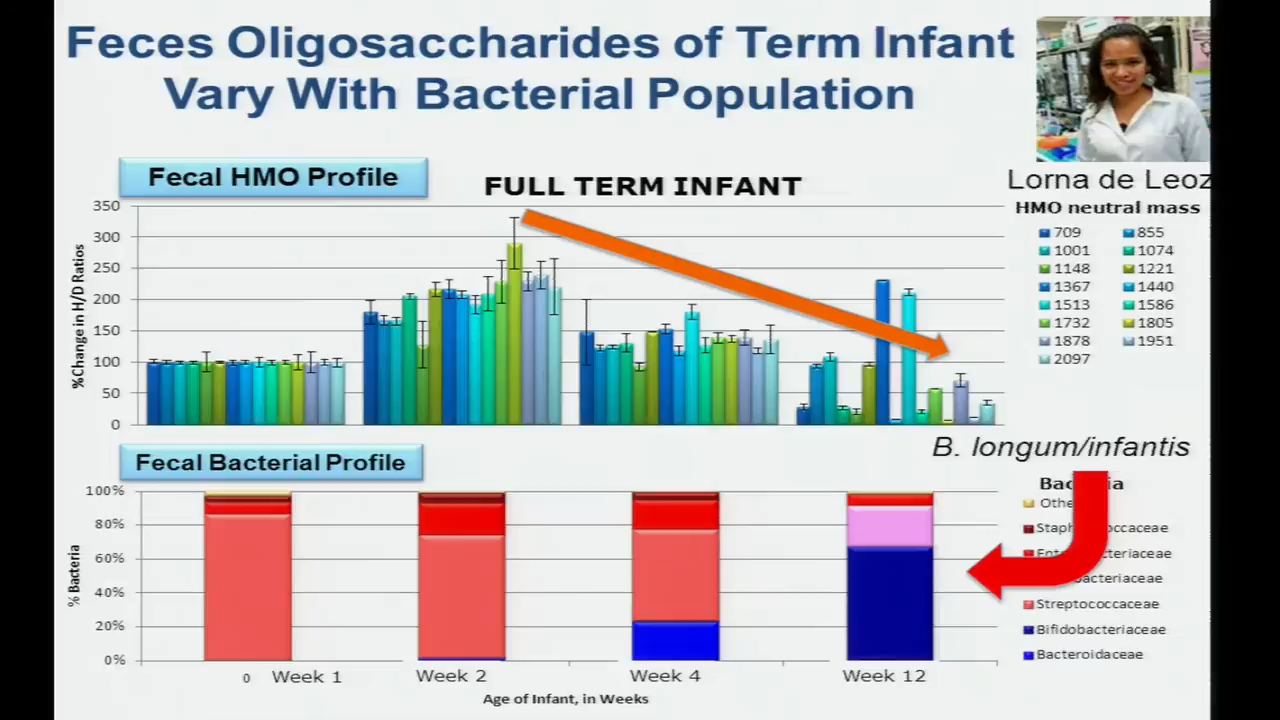 Feces Oligosaccharides of Term Infant
Vary With Bacterial Population
Lorna de Leoz
Fecal HMO Profile
FULL TERM INFANT
HMO neutral mass
709 855
1001 1074
1148 1221
1367 1440
1513 1586
1732 1805
1878 1951
2097
%Change in H/D Ratios
350
300
250
200
150
100
50
0
Fecal Bacterial Profile
B. longum/infantis
% Bacteria
100%
80%
60%
40%
20%
0%
Streptococcaceae
Bifidobacteriaceae
Bacteroidaceae
0 Week 1 Week 2 Week 4 Week 12
Age of Infant, in Weeks